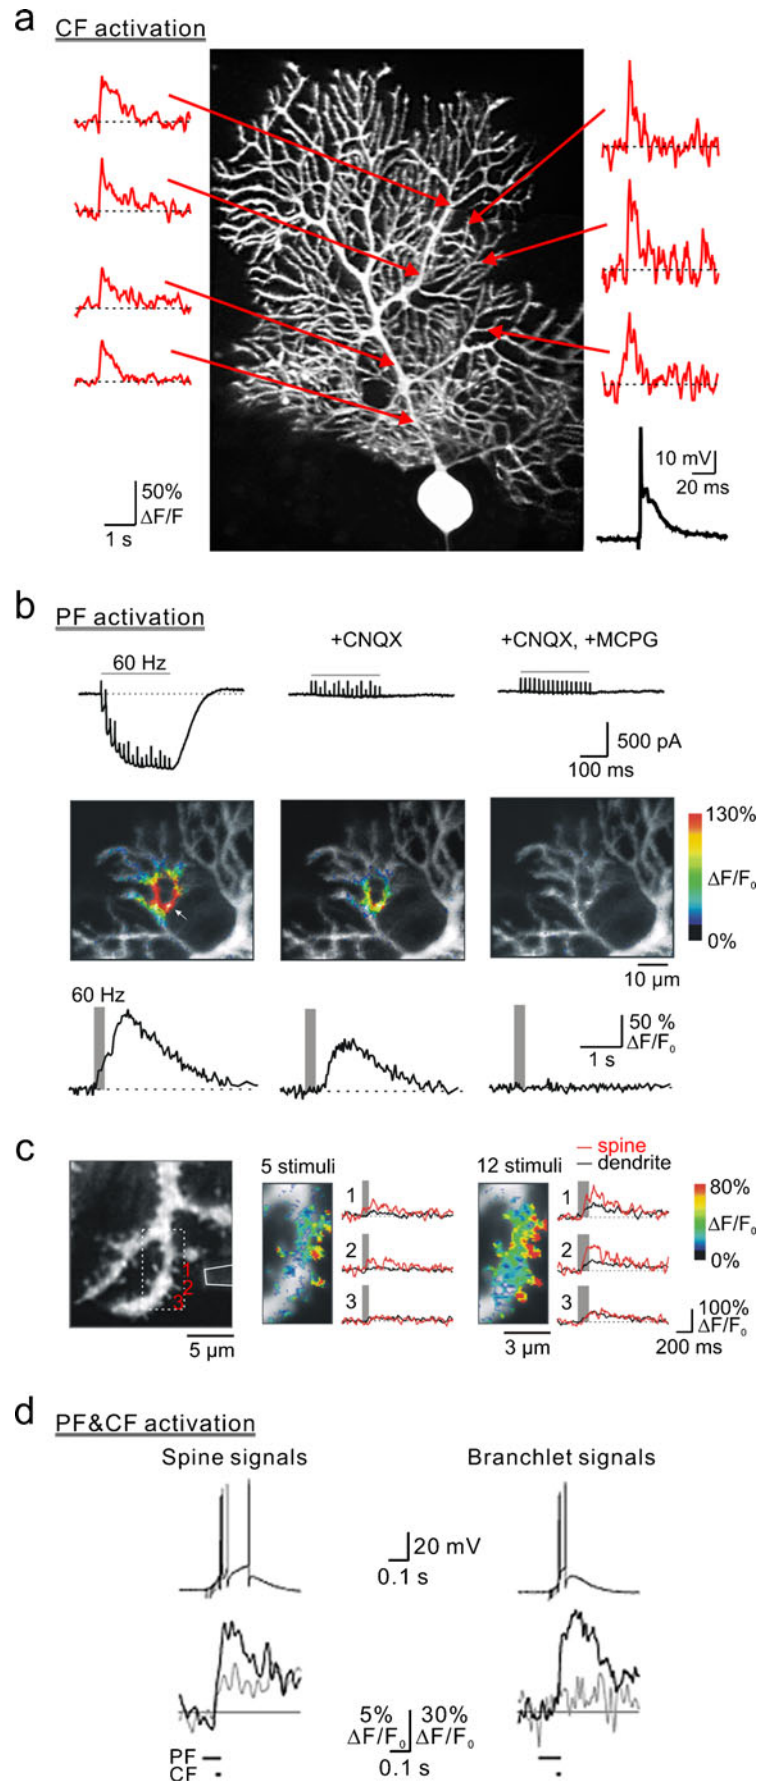 a
CF activation
50%
ΔF/F
1 s
10 mV
20 ms
b
PF activation
60 Hz
+CNQX
+CNQX, +MCPG
500 pA
100 ms
130%
ΔF/F₀
0%
10 µm
60 Hz
50 %
ΔF/F₀
1 s
c
5 stimuli
12 stimuli
spine
dendrite
1
2
3
1
2
3
1
2
3
80%
ΔF/F₀
0%
5 µm
3 µm
100%
ΔF/F₀
200 ms
d
PF&CF activation
Spine signals
Branchlet signals
20 mV
0.1 s
5% 30%
ΔF/F₀ ΔF/F₀
0.1 s
PF
CF